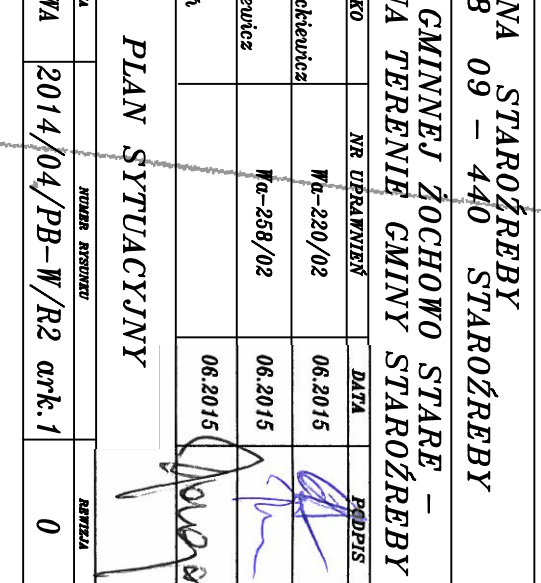 NA STAROŹREBY
8 09 – 440 STAROŹREBY
GMINNEJ ŻOCHOWO STARE –
NA TERENIE GMINY STAROŹREBY
KO NR UPRAWNIEŃ DATA PODPIS
ckiewicz Wa-220/02 06.2015
ewicz Wa-258/02 06.2015
06.2015
PLAN SYTUACYJNY
NUMER RYSUNKU REWIZJA
WA 2014/04/PB-W/R2 ark.1 0